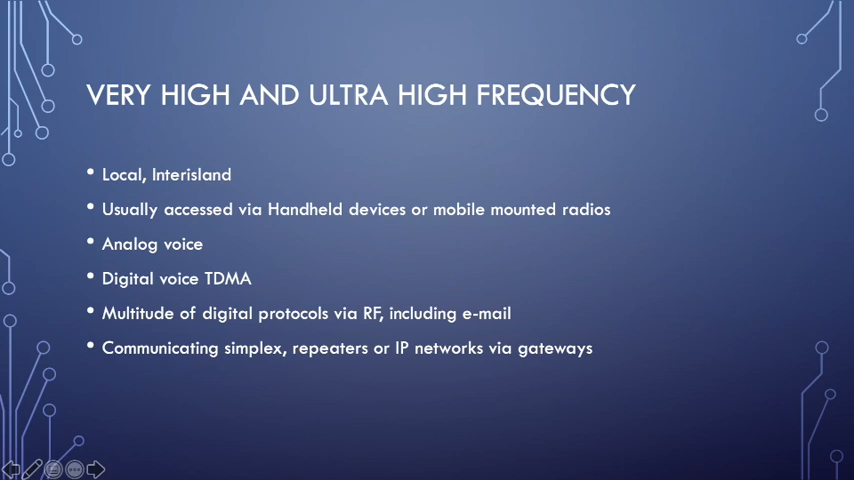 VERY HIGH AND ULTRA HIGH FREQUENCY
• Local, Interisland
• Usually accessed via Handheld devices or mobile mounted radios
• Analog voice
• Digital voice TDMA
• Multitude of digital protocols via RF, including e-mail
• Communicating simplex, repeaters or IP networks via gateways